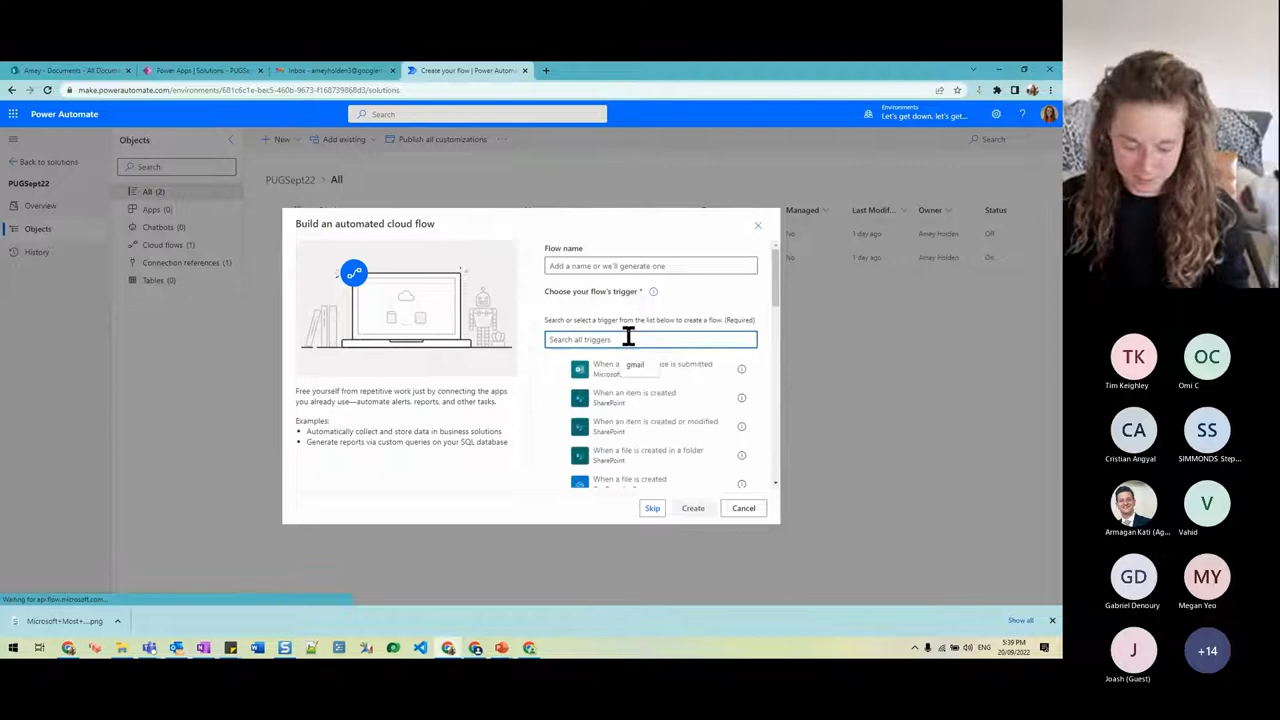 Amey - Documents - All Docum
Power Apps | Solutions - PUGSe
Inbox - ameyholden3@google
Create your flow | Power Autom
make.powerautomate.com/environments/681c6c1e-bec5-460b-9673-f168739868d3/solutions
Power Automate
Search
Environments
Let's get down, let's get...
Back to solutions
PUGSept22
Overview
Objects
History
Objects
Search
All (2)
Apps (0)
Chatbots (0)
Cloud flows (1)
Connection references (1)
Tables (0)
New
Add existing
Publish all customizations
Search
PUGSept22 > All
Managed
Last Modif...
Owner
Status
No
1 day ago
Amey Holden
Off
No
1 day ago
Amey Holden
On
Build an automated cloud flow
Free yourself from repetitive work just by connecting the apps
you already use—automate alerts, reports, and other tasks.
Examples:
• Automatically collect and store data in business solutions
• Generate reports via custom queries on your SQL database
Flow name
Add a name or we'll generate one
Choose your flow's trigger *
Search or select a trigger from the list below to create a flow. (Required)
Search all triggers
gmail
When a
se is submitted
When an item is created
SharePoint
When an item is created or modified
SharePoint
When a file is created in a folder
SharePoint
When a file is created
Skip
Create
Cancel
Waiting for api.flow.microsoft.com...
Microsoft+Most+....png
Show all
ENG
5:39 PM
20/09/2022
TK
Tim Keighley
OC
Omi C
CA
Cristian Angyal
SS
SIMMONDS Step...
Armagan Kati (Ag...
V
Vahid
GD
Gabriel Denoury
MY
Megan Yeo
J
Joash (Guest)
+14